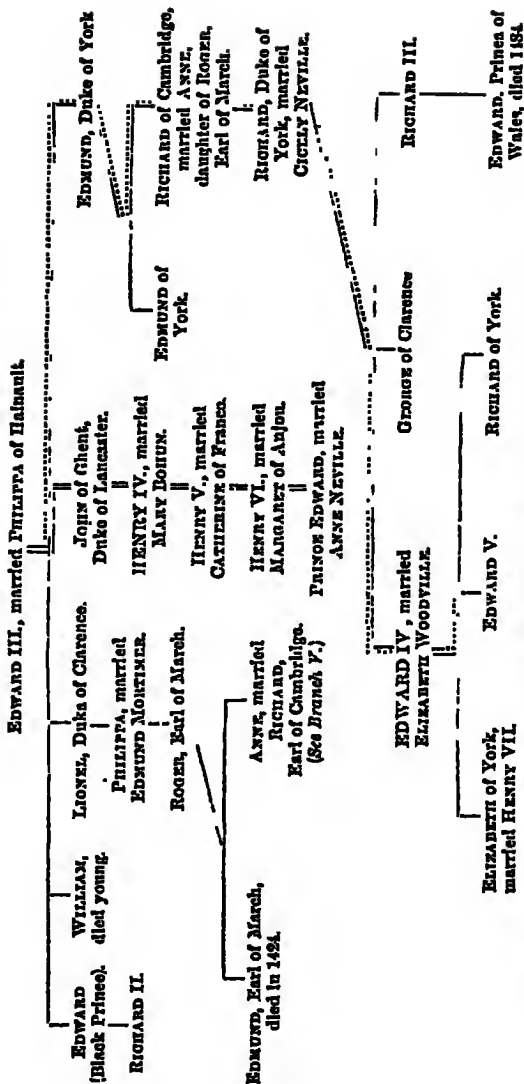 EDWARD III., married PHILIPPA of Hainault.
EDWARD
(Black Prince).
RICHARD II.
WILLIAM,
died young.
LIONEL, Duke of Clarence.
PHILIPPA, married
EDMUND MORTIMER.
ROGER, Earl of March.
EDMUND, Earl of March,
died in 1424.
ANNE, married
RICHARD,
Earl of Cambridge.
(See Branch V.)
JOHN of Ghent,
Duke of Lancaster.
HENRY IV., married
MARY BOHUN.
HENRY V., married
CATHERINE of France.
HENRY VI., married
MARGARET of Anjou.
PRINCE EDWARD, married
ANNE NEVILLE.
EDMUND, Duke of York
EDMUND of
York.
RICHARD of Cambridge,
married ANNE,
daughter of ROGER,
Earl of March.
RICHARD, Duke of
York, married
CICELY NEVILLE.
EDWARD IV, married
ELIZABETH WOODVILLE.
GEORGE of Clarence
RICHARD III.
ELIZABETH of York,
married HENRY VII.
EDWARD V.
RICHARD of York.
EDWARD, Prince of
Wales, died 1484.